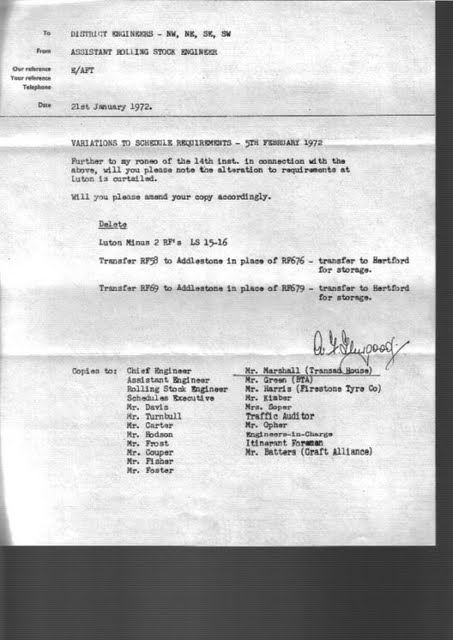 To DISTRICT ENGINEERS - NW, NE, SE, SW
From ASSISTANT ROLLING STOCK ENGINEER
Our reference E/AFT
Your reference
Telephone
Date 21st January 1972.
VARIATIONS TO SCHEDULE REQUIREMENTS - 5TH FEBRUARY 1972
Further to my roneo of the 14th inst. in connection with the
above, will you please note the alteration to requirements at
Luton is curtailed.
Will you please amend your copy accordingly.
Delete
Luton Minus 2 RF's LS 15-16
Transfer RF58 to Addlestone in place of RF676 - transfer to Hertford
for storage.
Transfer RF69 to Addlestone in place of RF679 - transfer to Hertford
for storage.
Copies to: Chief Engineer Mr. Marshall (Transad House)
Assistant Engineer Mr. Green (BTA)
Rolling Stock Engineer Mr. Harris (Firestone Tyre Co)
Schedules Executive Mr. Kimber
Mr. Davis Mrs. Soper
Mr. Turnbull Traffic Auditor
Mr. Carter Mr. Opher
Mr. Hodson Engineers-in-Charge
Mr. Frost Itinerant Foremen
Mr. Couper Mr. Batters (Craft Alliance)
Mr. Fisher
Mr. Foster